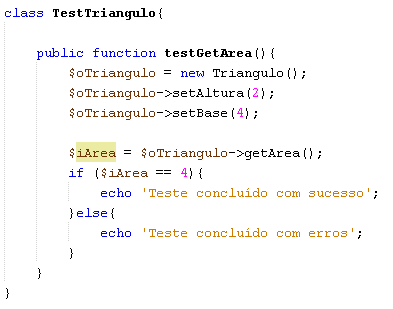 class TestTriangulo{
public function testGetArea(){
$oTriangulo = new Triangulo();
$oTriangulo->setAltura(2);
$oTriangulo->setBase(4);
$iArea = $oTriangulo->getArea();
if ($iArea == 4){
echo 'Teste concluído com sucesso';
}else{
echo 'Teste concluído com erros';
}
}
}